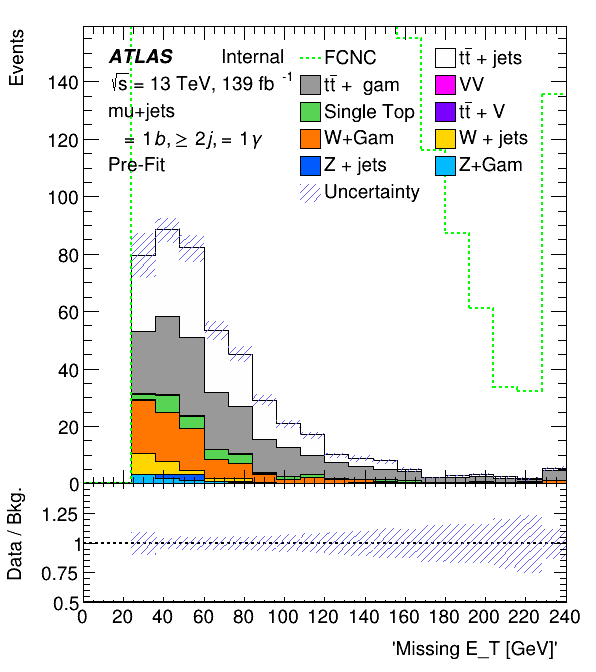 Events
ATLAS Internal
√s = 13 TeV, 139 fb⁻¹
mu+jets
= 1b, ≥ 2j, = 1γ
Pre-Fit
FCNC
tt̄ + jets
tt̄ + gam
VV
Single Top
tt̄ + V
W+Gam
W + jets
Z + jets
Z+Gam
Uncertainty
140
120
100
80
60
40
20
0
Data / Bkg.
1.25
1
0.75
0.5
0 20 40 60 80 100 120 140 160 180 200 220 240
'Missing E_T [GeV]'